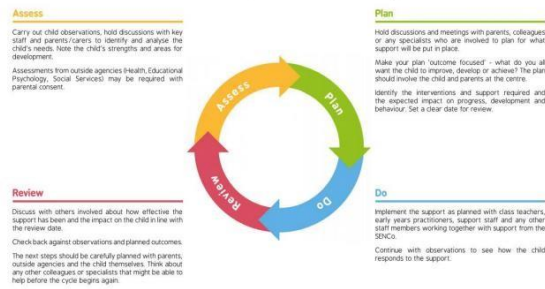 Assess
Carry out child observations, hold discussions with key
staff and parents/carers to identify and analyse the
child's needs. Note the child's strengths and areas for
development.
Assessments from outside agencies (Health, Educational
Psychology, Social Services) may be required with
parental consent.
Plan
Hold discussions and meetings with parents, colleagues
or any specialists who are involved to plan for what
support will be put in place.
Make your plan 'outcome focused' - what do you all
want the child to improve, develop or achieve? The plan
should involve the child and parents at the centre.
Identify the interventions and support required and
the expected impact on progress, development and
behaviour. Set a clear date for review.
Assess
Plan
Do
Review
Review
Discuss with others involved about how effective the
support has been and the impact on the child in line with
the review date.
Check back against observations and planned outcomes.
The next steps should be carefully planned with parents,
outside agencies and the child themselves. Think about
any other colleagues or specialists that might be able to
help before the cycle begins again.
Do
Implement the support as planned with class teachers,
early years practitioners, support staff and any other
staff members working together with support from the
SENCo.
Continue with observations to see how the child
responds to the support.